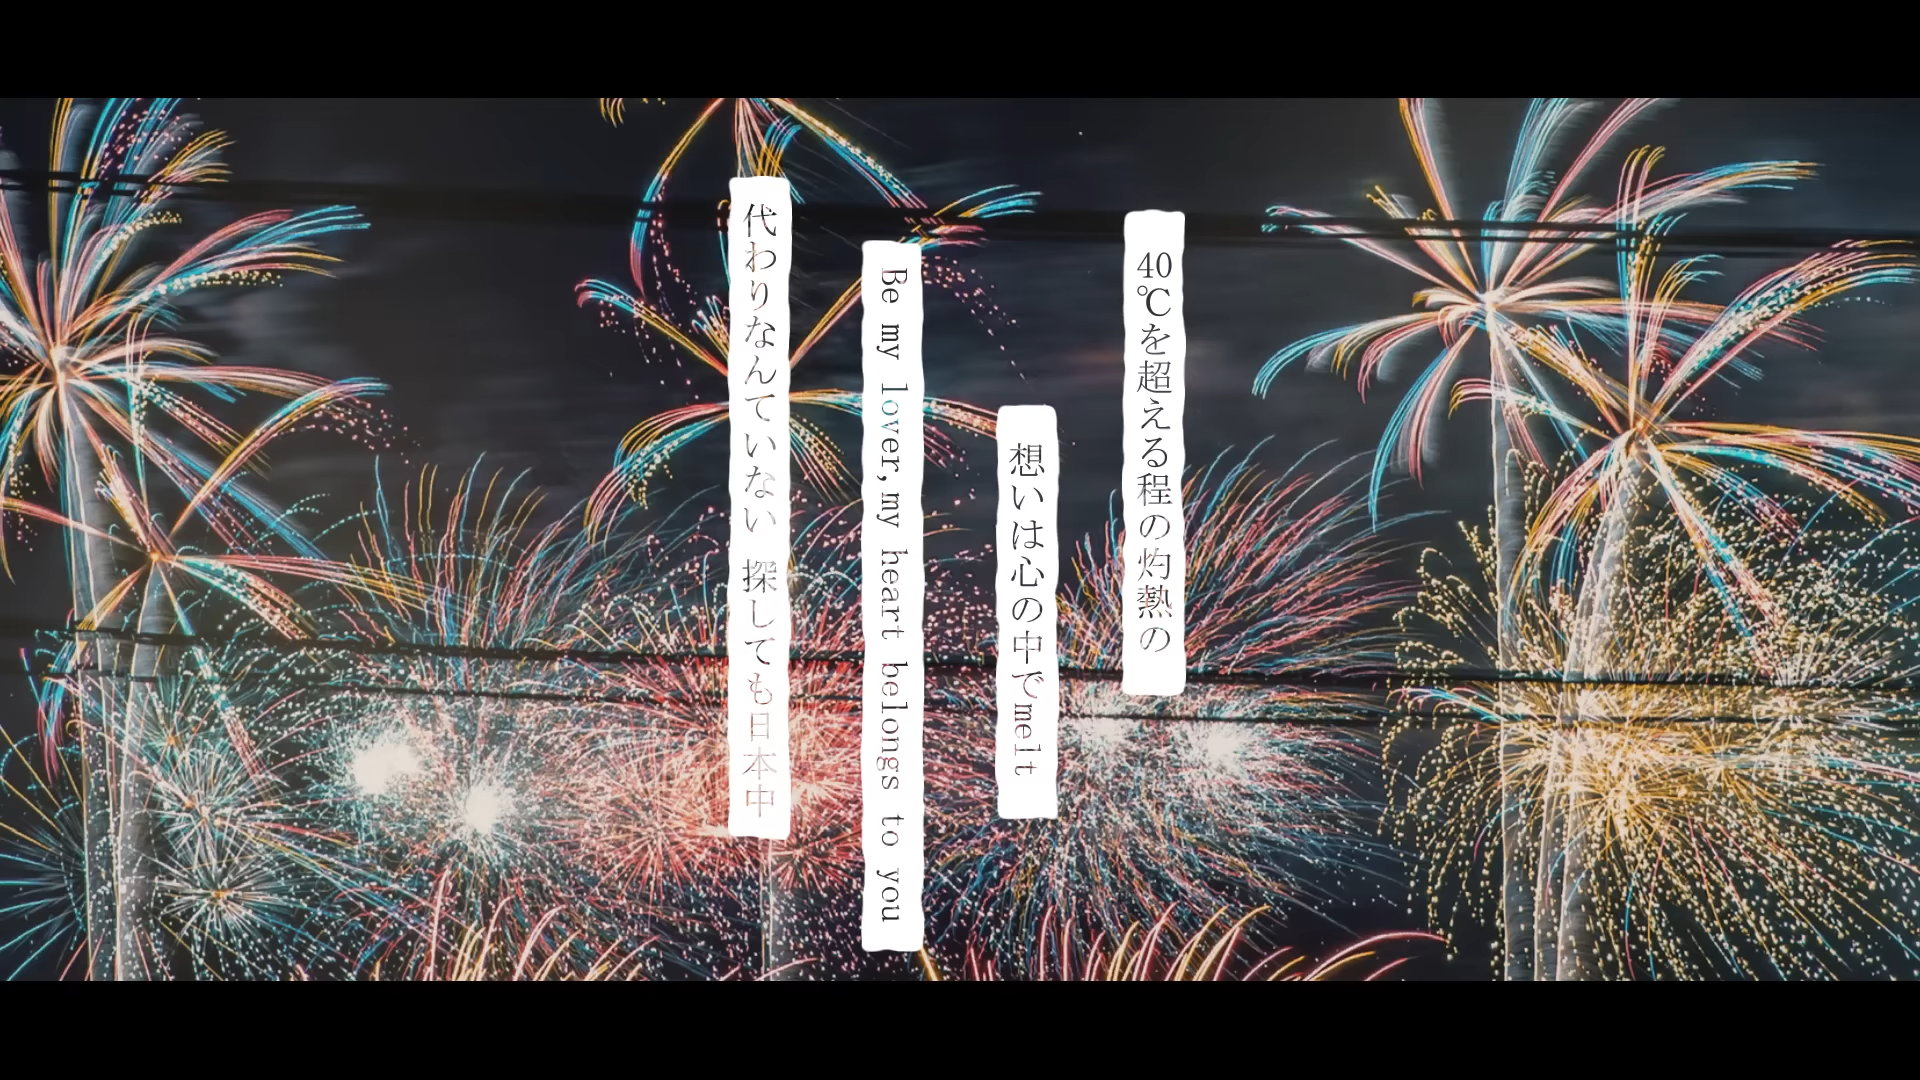 40℃を超える程の灼熱の
想いは心の中でmelt
Be my lover,my heart belongs to you
代わりなんていない 探しても日本中